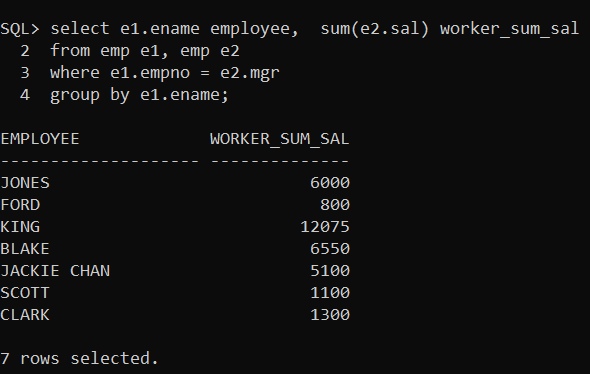 SQL> select e1.ename employee,  sum(e2.sal) worker_sum_sal
  2  from emp e1, emp e2
  3  where e1.empno = e2.mgr
  4  group by e1.ename;

EMPLOYEE             WORKER_SUM_SAL
-------------------- --------------
JONES                          6000
FORD                            800
KING                          12075
BLAKE                          6550
JACKIE CHAN                    5100
SCOTT                          1100
CLARK                          1300

7 rows selected.